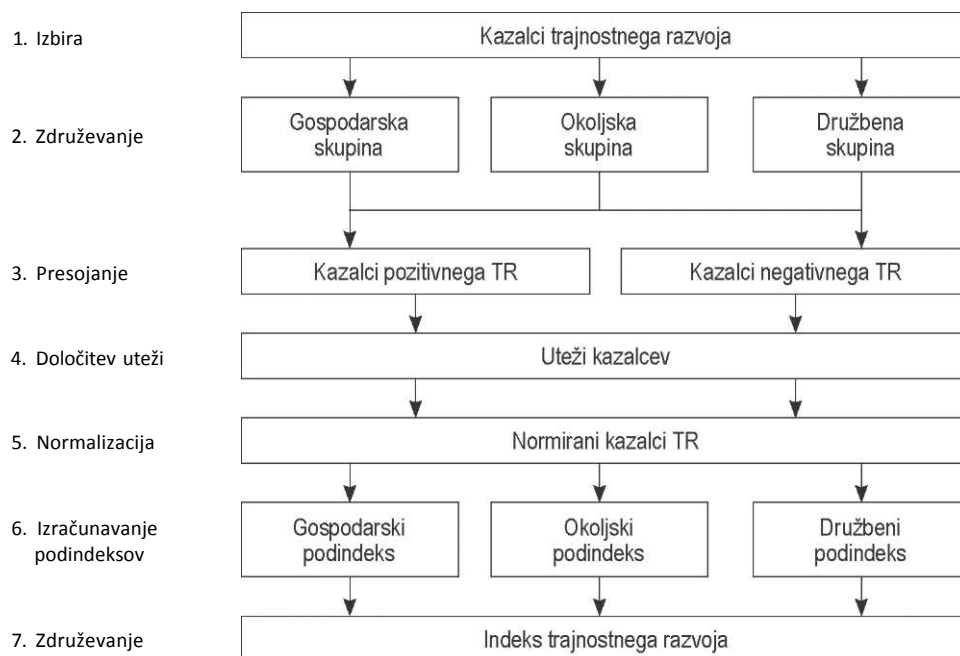 1. Izbira
Kazalci trajnostnega razvoja
2. Združevanje
Gospodarska
skupina
Okoljska
skupina
Družbena
skupina
3. Presojanje
Kazalci pozitivnega TR
Kazalci negativnega TR
4. Določitev uteži
Uteži kazalcev
5. Normalizacija
Normirani kazalci TR
6. Izračunavanje
podindeksov
Gospodarski
podindeks
Okoljski
podindeks
Družbeni
podindeks
7. Združevanje
Indeks trajnostnega razvoja